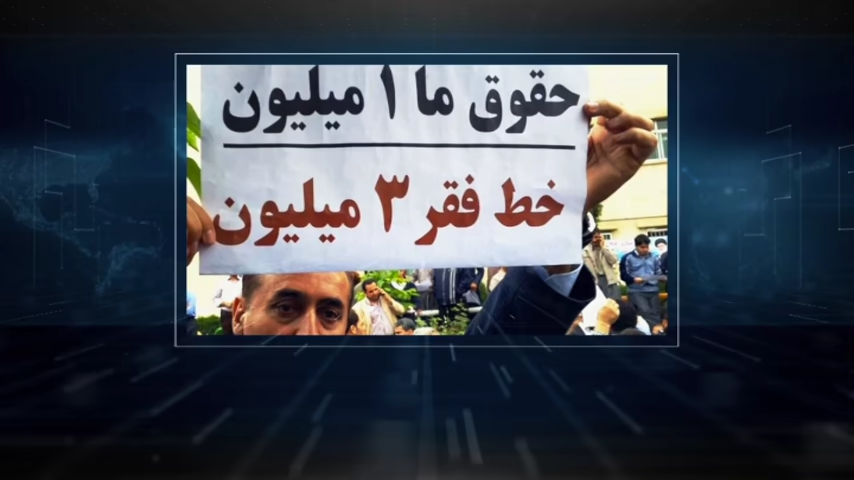 حقوق ما ۱ میلیون
خط فقر ۳ میلیون